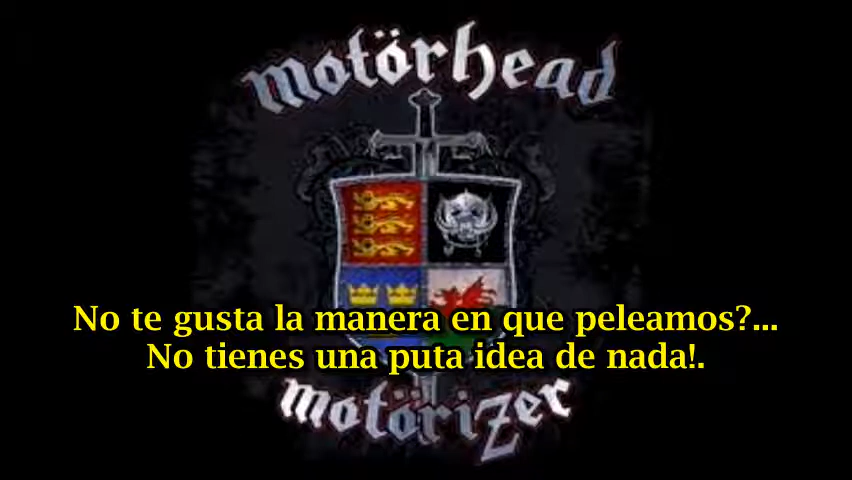 motörhead
No te gusta la manera en que peleamos?...
No tienes una puta idea de nada!.
motörizer